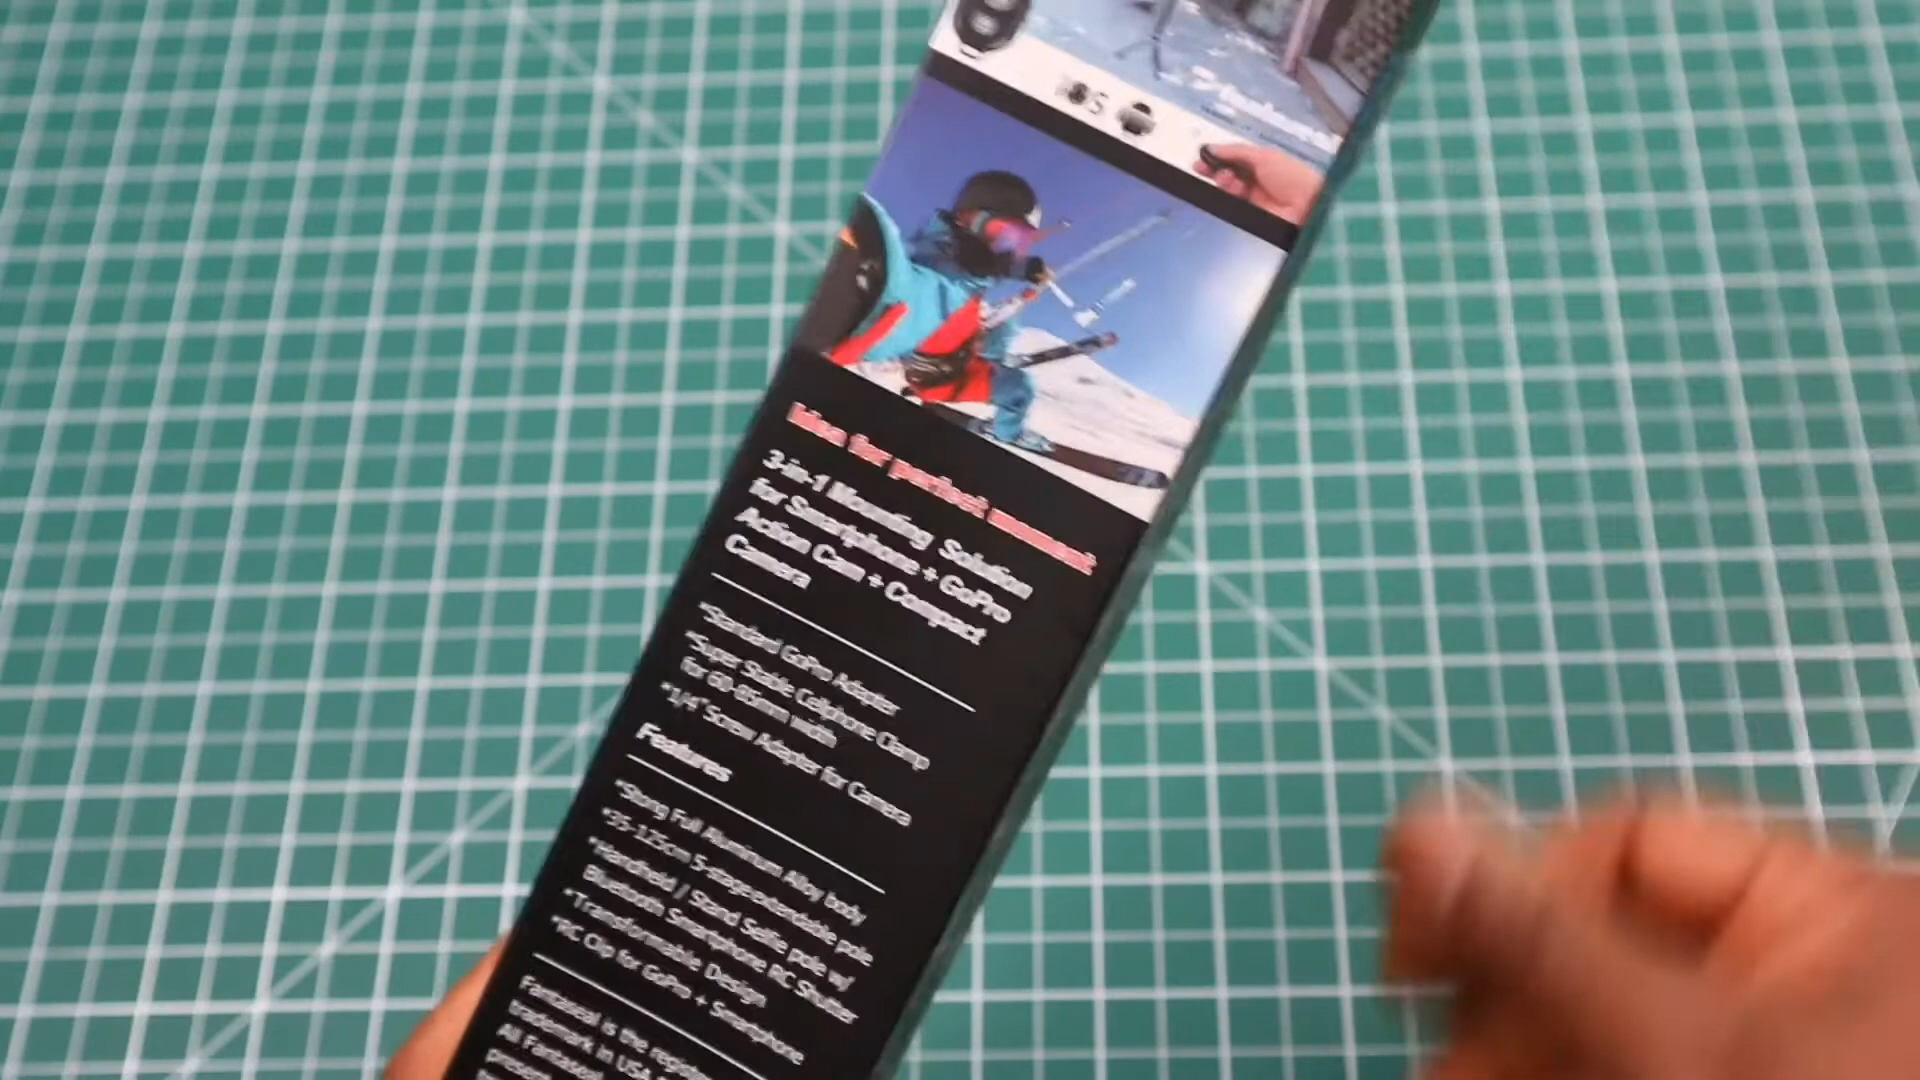 iOS
for perfect moment
3-in-1 Mounting Solution
for Smartphone + GoPro
Action Cam + Compact
Camera
*Standard GoPro Adapter
*Super Stable Cellphone Clamp
for 60-85mm width
*1/4" Screw Adapter for Camera
Features
*Stong Full Aluminum Alloy body
*35-125cm 5-stage extendable pole
*Handheld / Stand Selfie pole w/
Bluetooth Smartphone RC Shutter
*Transformable Design
*RC Clip for GoPro + Smartphone
Fantaseal is the
trademark in USA
All Fantaseal
present